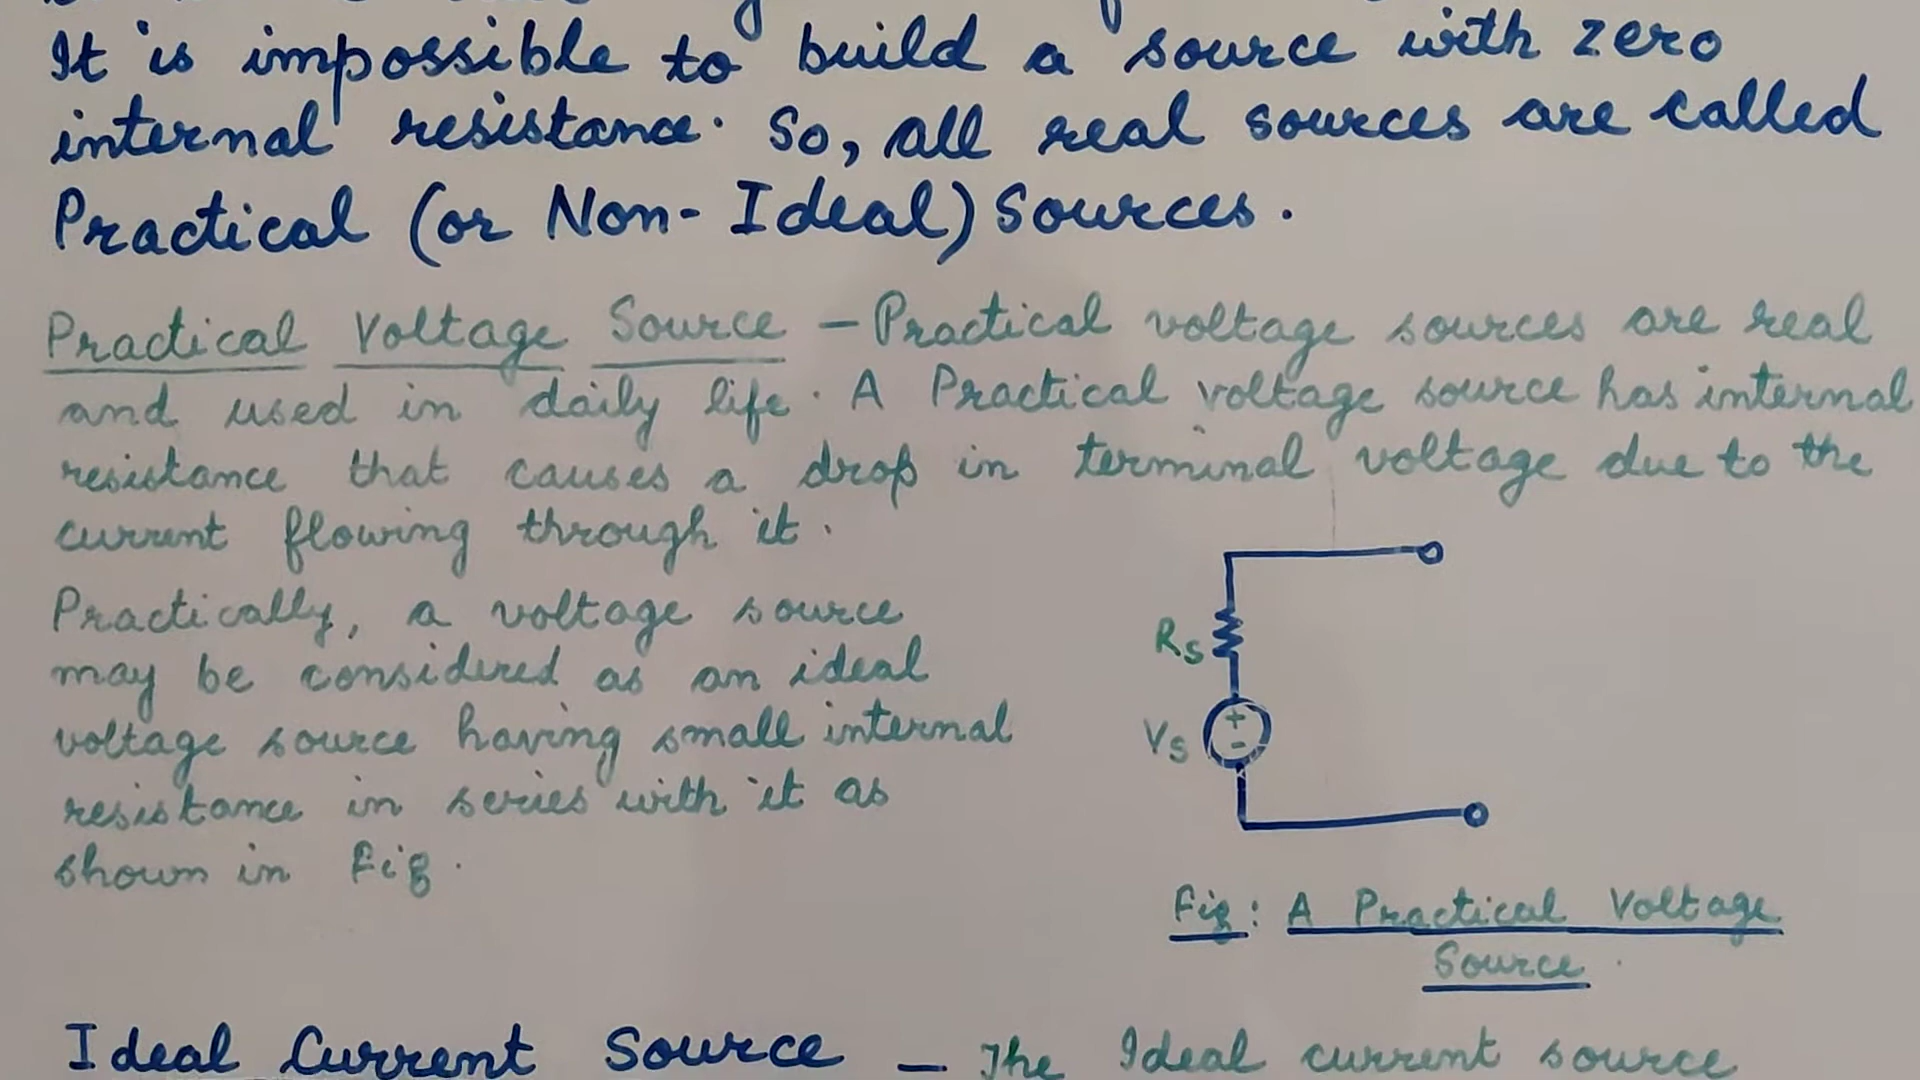 It is impossible to build a source with zero
internal resistance. So, all real sources are called
Practical (or Non-Ideal) Sources.
Practical Voltage Source — Practical voltage sources are real
and used in daily life. A Practical voltage source has internal
resistance that causes a drop in terminal voltage due to the
current flowing through it.
Practically, a voltage source
may be considered as an ideal
voltage source having small internal
resistance in series with it as
shown in Fig.
Rs
Vs
+
-
Fig: A Practical Voltage
Source.
Ideal Current Source — The Ideal current source